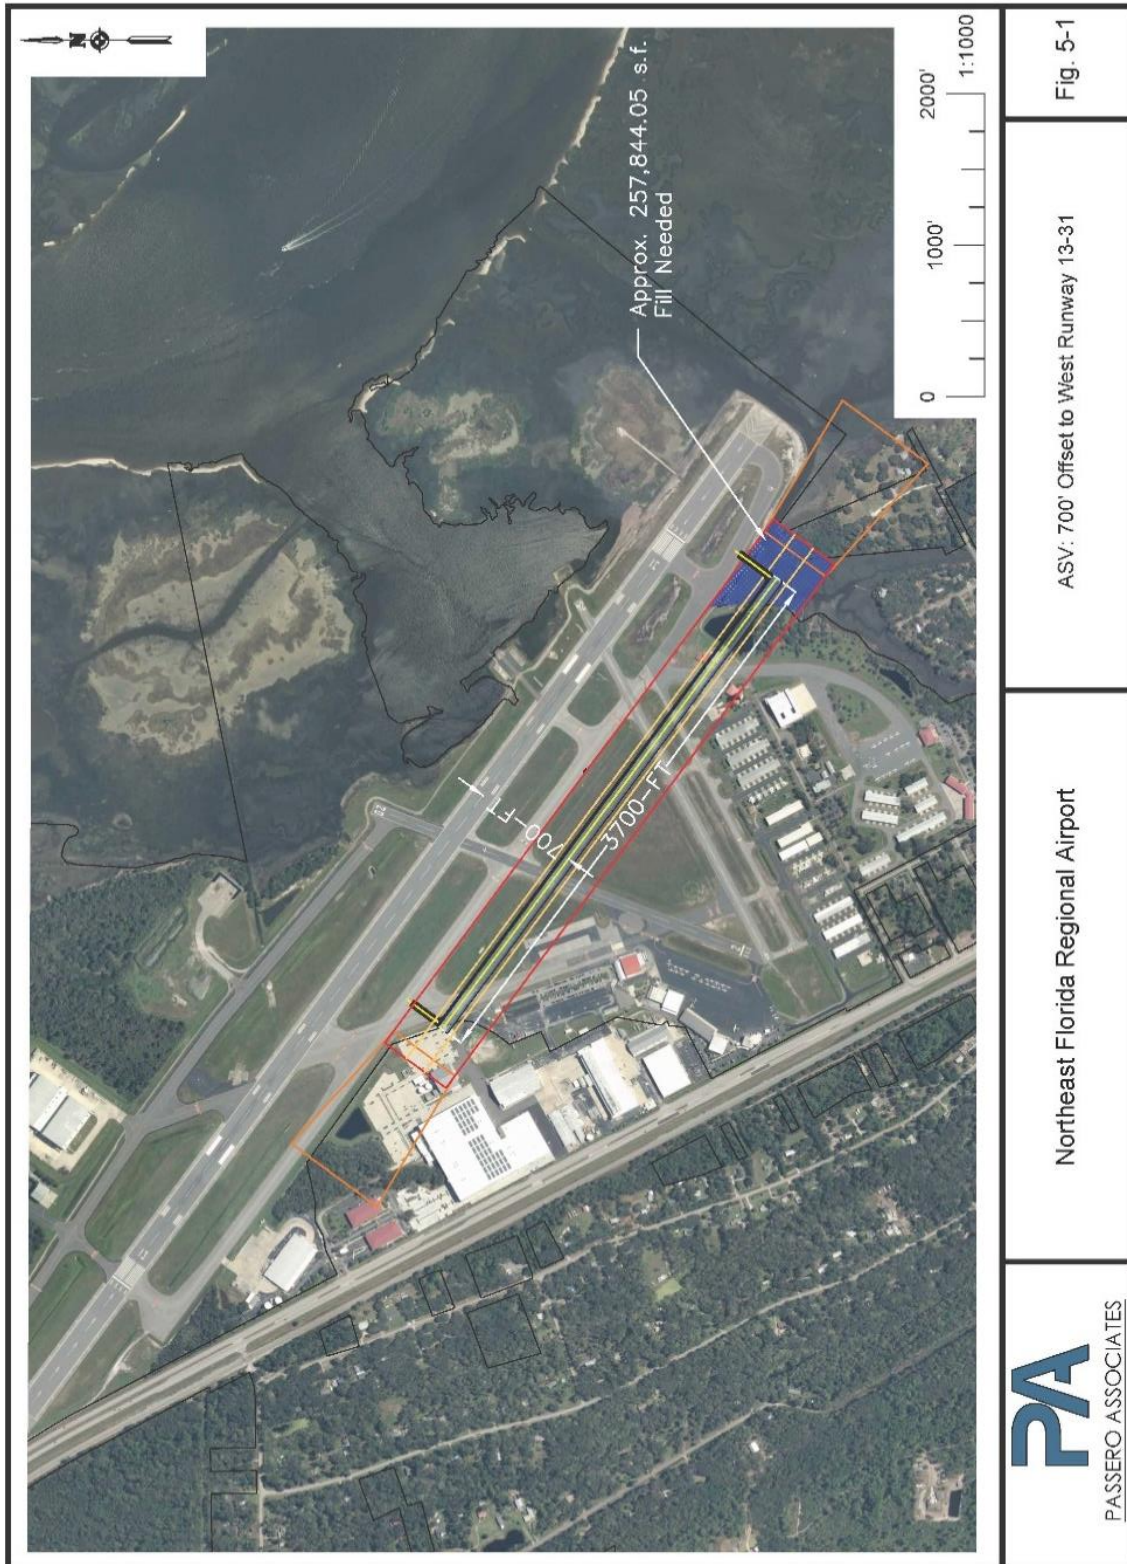 N
Approx. 257,844.05 s.f.
Fill Needed
700-FT
3700-FT
0
1000'
2000'
1:1000
PA
PASSERO ASSOCIATES
Northeast Florida Regional Airport
ASV: 700' Offset to West Runway 13-31
Fig. 5-1